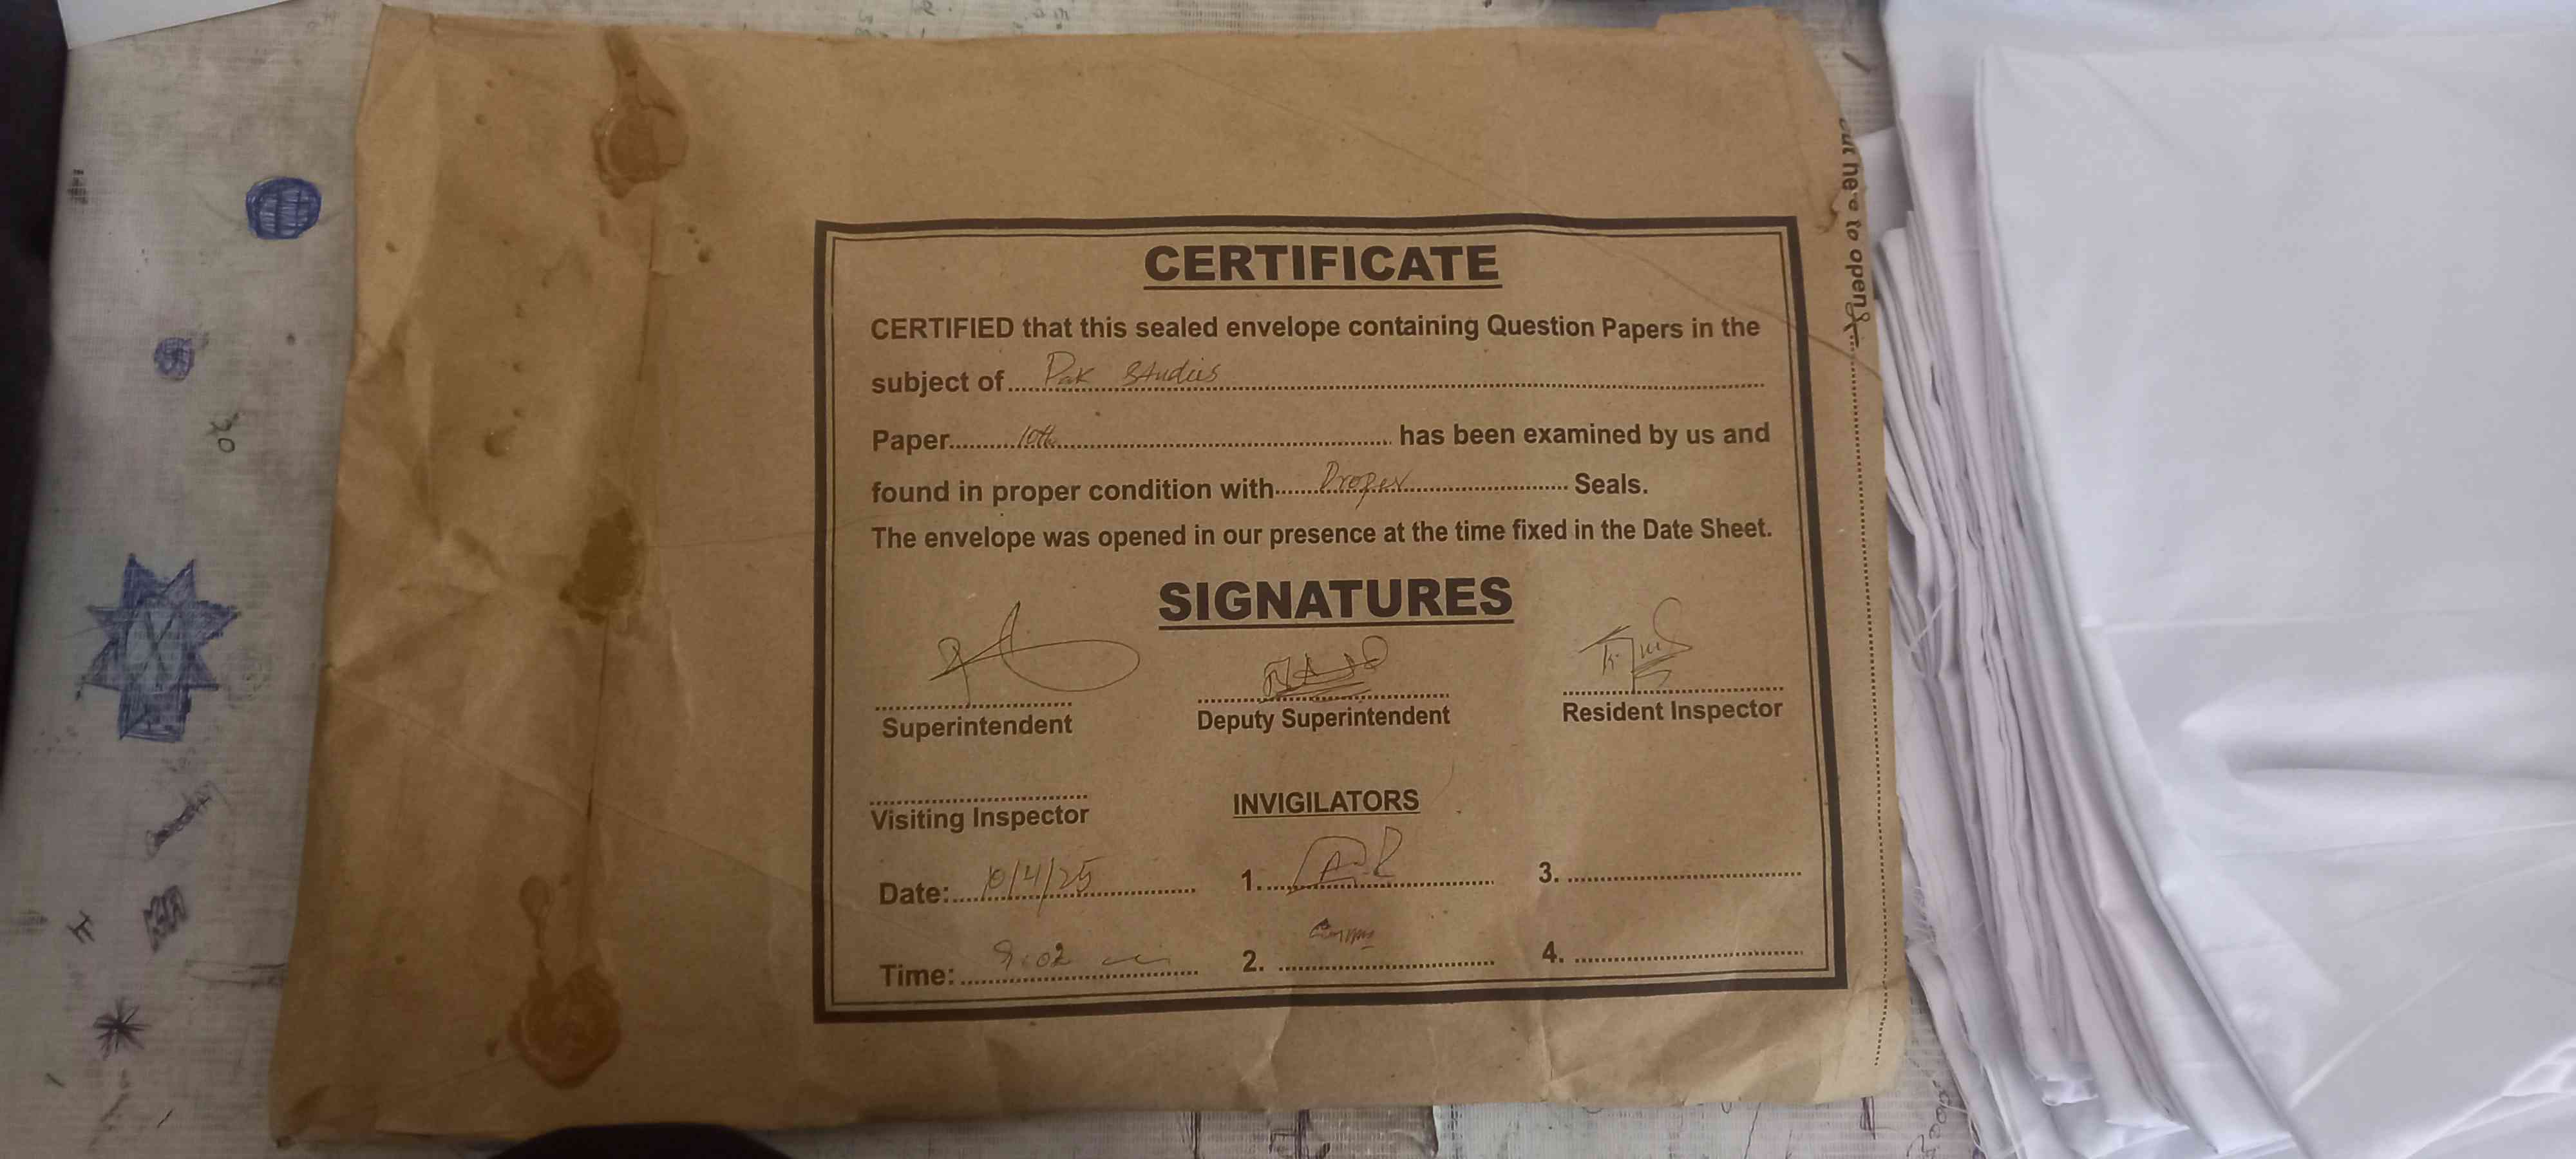 CERTIFICATE
CERTIFIED that this sealed envelope containing Question Papers in the
subject of Pak Studies
Paper 10th has been examined by us and
found in proper condition with Proper Seals.
The envelope was opened in our presence at the time fixed in the Date Sheet.
SIGNATURES
Superintendent Deputy Superintendent Resident Inspector
Visiting Inspector INVIGILATORS
Date: 10/4/25 1. 3.
Time: 9:02 2. 4.
here to open